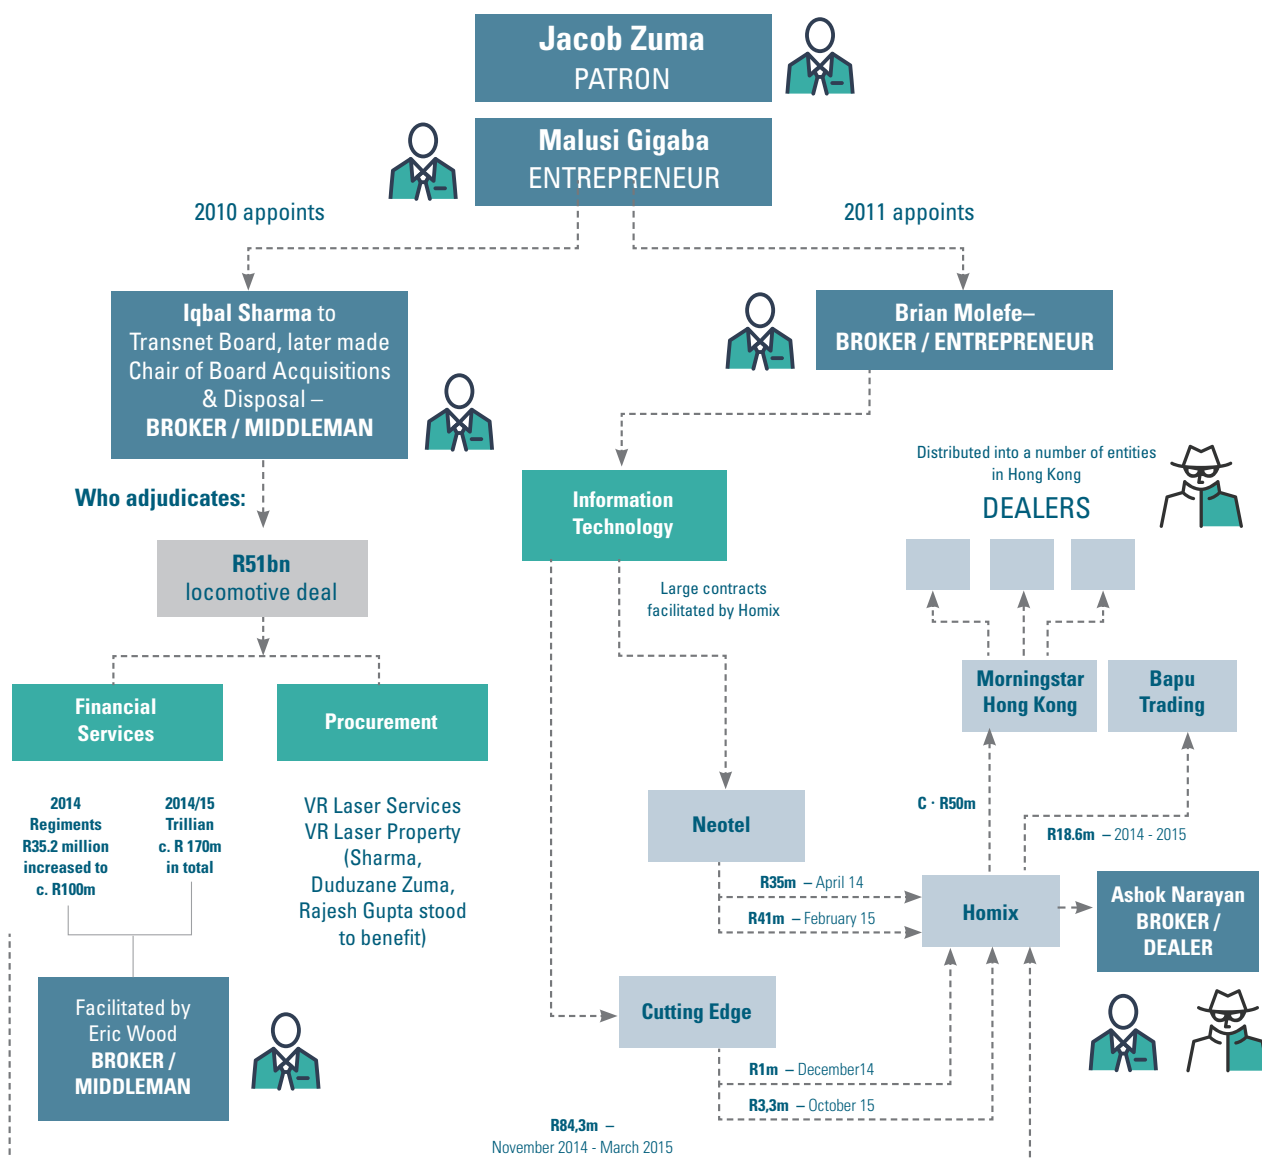 Jacob Zuma
PATRON
Malusi Gigaba
ENTREPRENEUR
2010 appoints
2011 appoints
Iqbal Sharma to
Transnet Board, later made
Chair of Board Acquisitions
& Disposal –
BROKER / MIDDLEMAN
Brian Molefe–
BROKER / ENTREPRENEUR
Who adjudicates:
R51bn
locomotive deal
Information
Technology
Distributed into a number of entities
in Hong Kong
DEALERS
Large contracts
facilitated by Homix
Financial
Services
Procurement
Morningstar
Hong Kong
Bapu
Trading
2014
Regiments
R35.2 million
increased to
c. R100m
2014/15
Trillian
c. R 170m
in total
VR Laser Services
VR Laser Property
(Sharma,
Duduzane Zuma,
Rajesh Gupta stood
to benefit)
C · R50m
R18.6m – 2014 - 2015
Neotel
R35m – April 14
R41m – February 15
Homix
Ashok Narayan
BROKER /
DEALER
Facilitated by
Eric Wood
BROKER /
MIDDLEMAN
Cutting Edge
R1m – December14
R3,3m – October 15
R84,3m –
November 2014 - March 2015